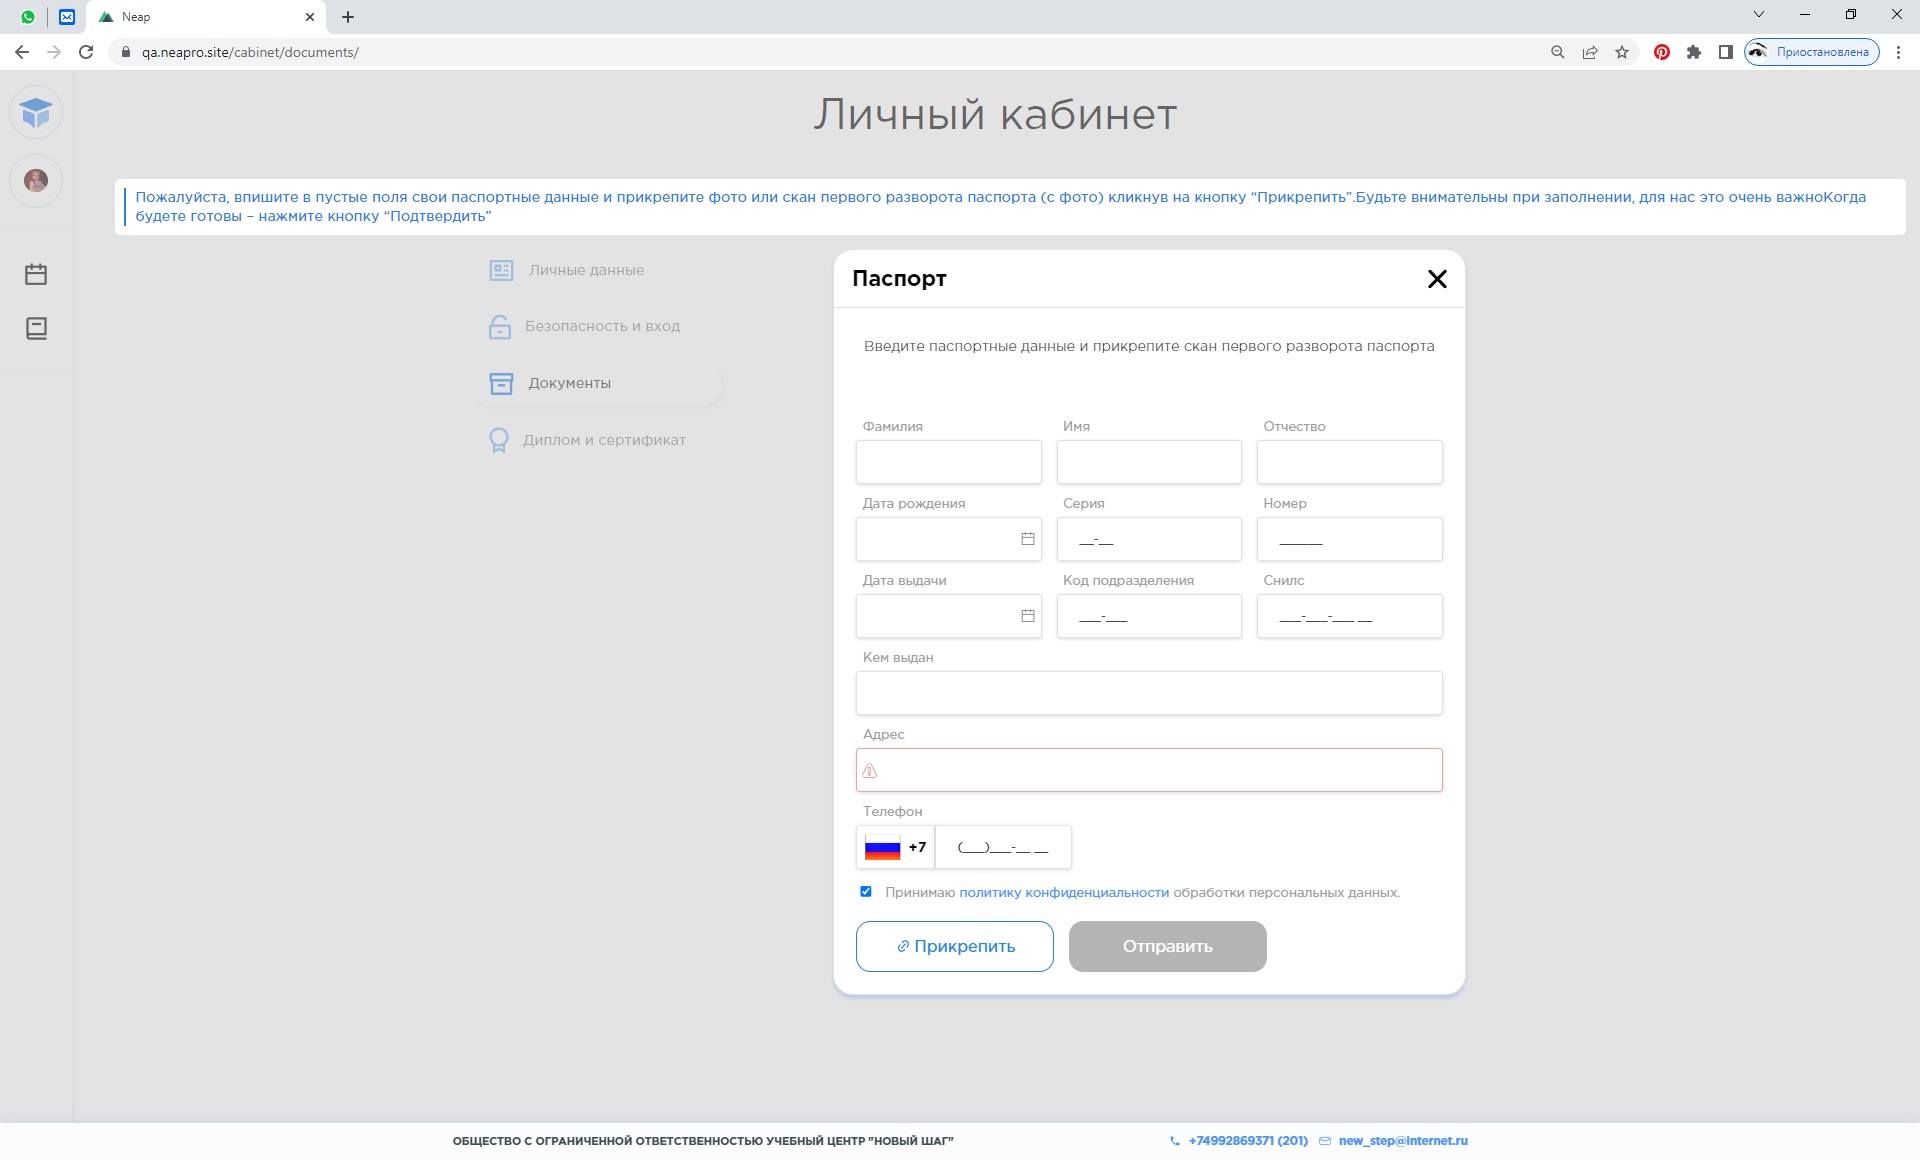 Neap
qa.neapro.site/cabinet/documents/
Приостановлена
Личный кабинет
Пожалуйста, впишите в пустые поля свои паспортные данные и прикрепите фото или скан первого разворота паспорта (с фото) кликнув на кнопку “Прикрепить”.Будьте внимательны при заполнении, для нас это очень важноКогда
будете готовы – нажмите кнопку “Подтвердить”
Личные данные
Безопасность и вход
Документы
Диплом и сертификат
Паспорт
Введите паспортные данные и прикрепите скан первого разворота паспорта
Фамилия Имя Отчество
Дата рождения Серия Номер
__-__ ______
Дата выдачи Код подразделения Снилс
___-___ ___-___-___ __
Кем выдан
Адрес
Телефон
+7 (___)___-__ __
Принимаю политику конфиденциальности обработки персональных данных.
Прикрепить Отправить
ОБЩЕСТВО С ОГРАНИЧЕННОЙ ОТВЕТСТВЕННОСТЬЮ УЧЕБНЫЙ ЦЕНТР "НОВЫЙ ШАГ" +74992869371 (201) new_step@internet.ru